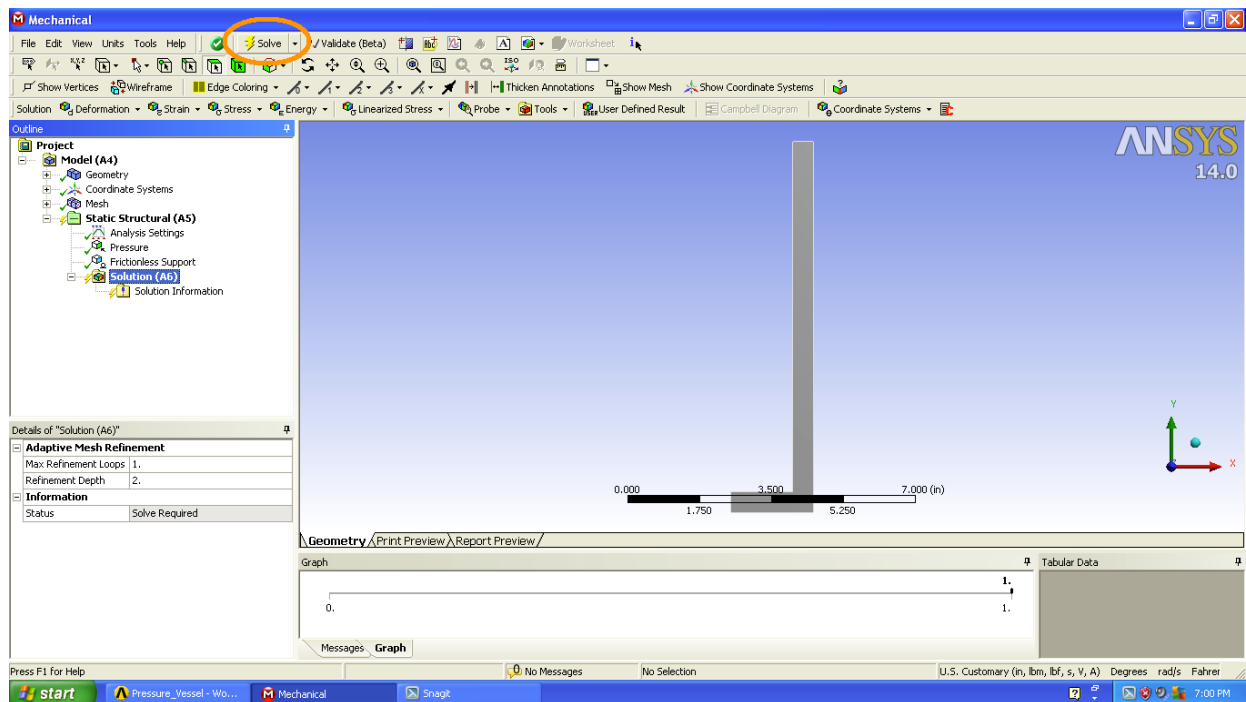 Mechanical
File Edit View Units Tools Help Solve Validate (Beta) Worksheet
Show Vertices Wireframe Edge Coloring Thicken Annotations Show Mesh Show Coordinate Systems
Solution Deformation Strain Stress Energy Linearized Stress Probe Tools User Defined Result Campbell Diagram Coordinate Systems
Outline
Project
Model (A4)
Geometry
Coordinate Systems
Mesh
Static Structural (A5)
Analysis Settings
Pressure
Frictionless Support
Solution (A6)
Solution Information
ANSYS
14.0
Y
X
0.000 3.500 7.000 (in)
1.750 5.250
Details of "Solution (A6)"
Adaptive Mesh Refinement
Max Refinement Loops 1.
Refinement Depth 2.
Information
Status Solve Required
Geometry Print Preview Report Preview
Graph
1.
0. 1.
Messages Graph
Tabular Data
Press F1 for Help No Messages No Selection U.S. Customary (in, lbm, lbf, s, V, A) Degrees rad/s Fahrer
start Pressure_Vessel - Wo... Mechanical Snagit 7:00 PM